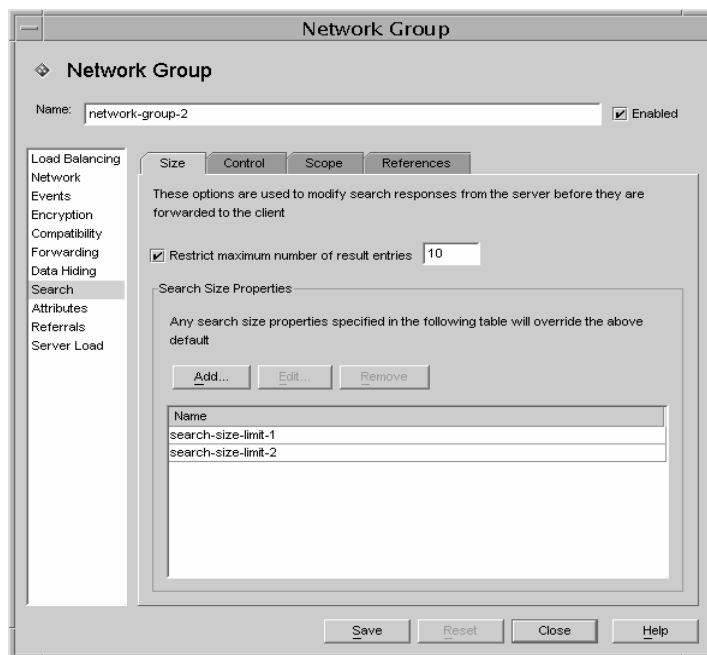 Network Group
Network Group
Name: network-group-2 Enabled
Load Balancing
Network
Events
Encryption
Compatibility
Forwarding
Data Hiding
Search
Attributes
Referrals
Server Load
Size Control Scope References
These options are used to modify search responses from the server before they are
forwarded to the client
Restrict maximum number of result entries 10
Search Size Properties
Any search size properties specified in the following table will override the above
default
Add... Edit... Remove
Name
search-size-limit-1
search-size-limit-2
Save Reset Close Help